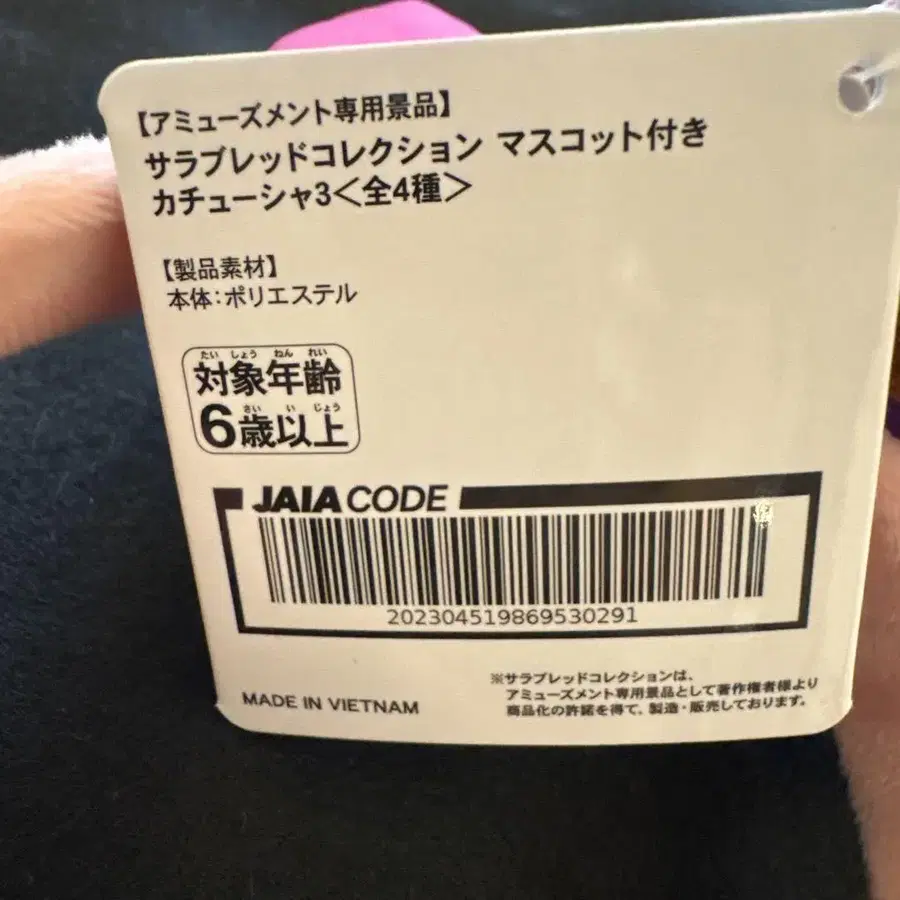 【アミューズメント専用景品】
サラブレッドコレクション マスコット付き
カチューシャ3＜全4種＞
【製品素材】
本体：ポリエステル
たい しょう ねん れい
対象年齢
さい い じょう
6歳以上
JAIA CODE
202304519869530291
MADE IN VIETNAM
※サラブレッドコレクションは、
アミューズメント専用景品として著作権者様より
商品化の許諾を得て、製造・販売しております。